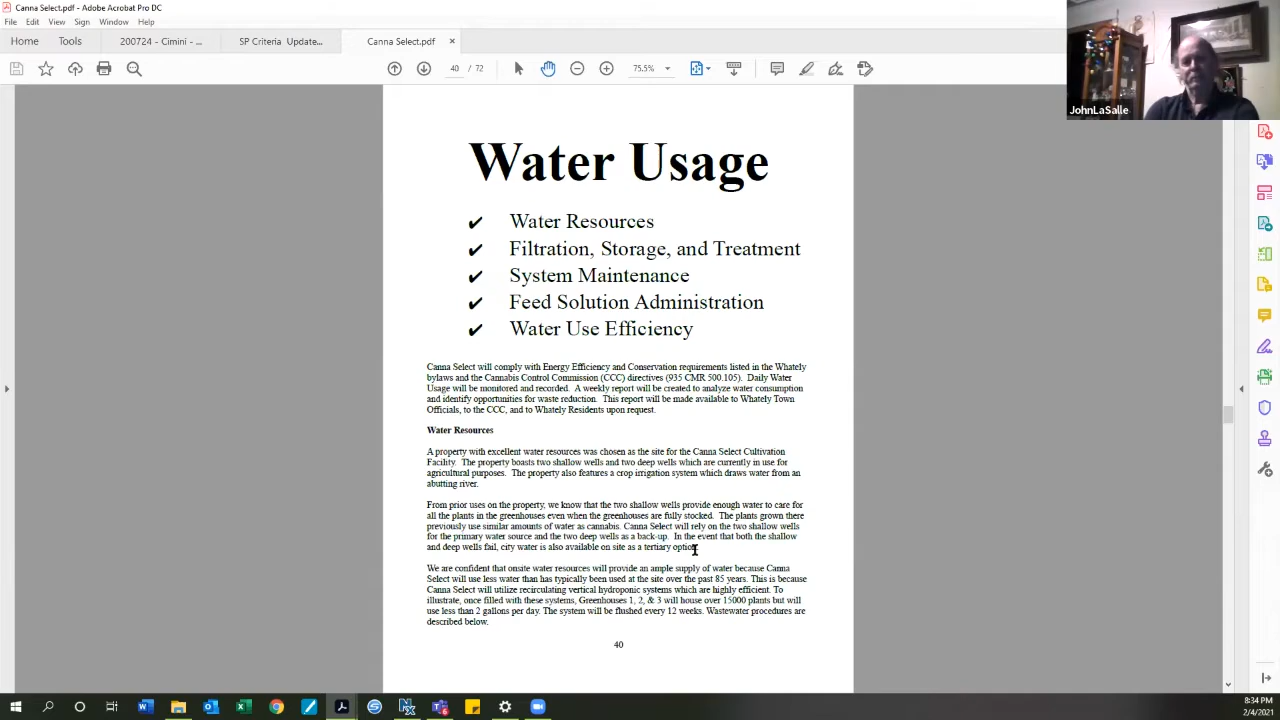 Canna Select.pdf - Adobe Acrobat Pro DC
File Edit View Sign Window Help
Home Tools 200724 - Cimini - ... SP Criteria Update... Canna Select.pdf ×
40 / 72 75.5%
JohnLaSalle
Water Usage
✔ Water Resources
✔ Filtration, Storage, and Treatment
✔ System Maintenance
✔ Feed Solution Administration
✔ Water Use Efficiency
Canna Select will comply with Energy Efficiency and Conservation requirements listed in the Whately
bylaws and the Cannabis Control Commission (CCC) directives (935 CMR 500.105). Daily Water
Usage will be monitored and recorded. A weekly report will be created to analyze water consumption
and identify opportunities for waste reduction. This report will be made available to Whately Town
Officials, to the CCC, and to Whately Residents upon request.
Water Resources
A property with excellent water resources was chosen as the site for the Canna Select Cultivation
Facility. The property boasts two shallow wells and two deep wells which are currently in use for
agricultural purposes. The property also features a crop irrigation system which draws water from an
abutting river.
From prior uses on the property, we know that the two shallow wells provide enough water to care for
all the plants in the greenhouses even when the greenhouses are fully stocked. The plants grown there
previously use similar amounts of water as cannabis. Canna Select will rely on the two shallow wells
for the primary water source and the two deep wells as a back-up. In the event that both the shallow
and deep wells fail, city water is also available on site as a tertiary option.
We are confident that onsite water resources will provide an ample supply of water because Canna
Select will use less water than has typically been used at the site over the past 85 years. This is because
Canna Select will utilize recirculating vertical hydroponic systems which are highly efficient. To
illustrate, once filled with these systems, Greenhouses 1, 2, & 3 will house over 15000 plants but will
use less than 2 gallons per day. The system will be flushed every 12 weeks. Wastewater procedures are
described below.
40
8:34 PM
2/4/2021